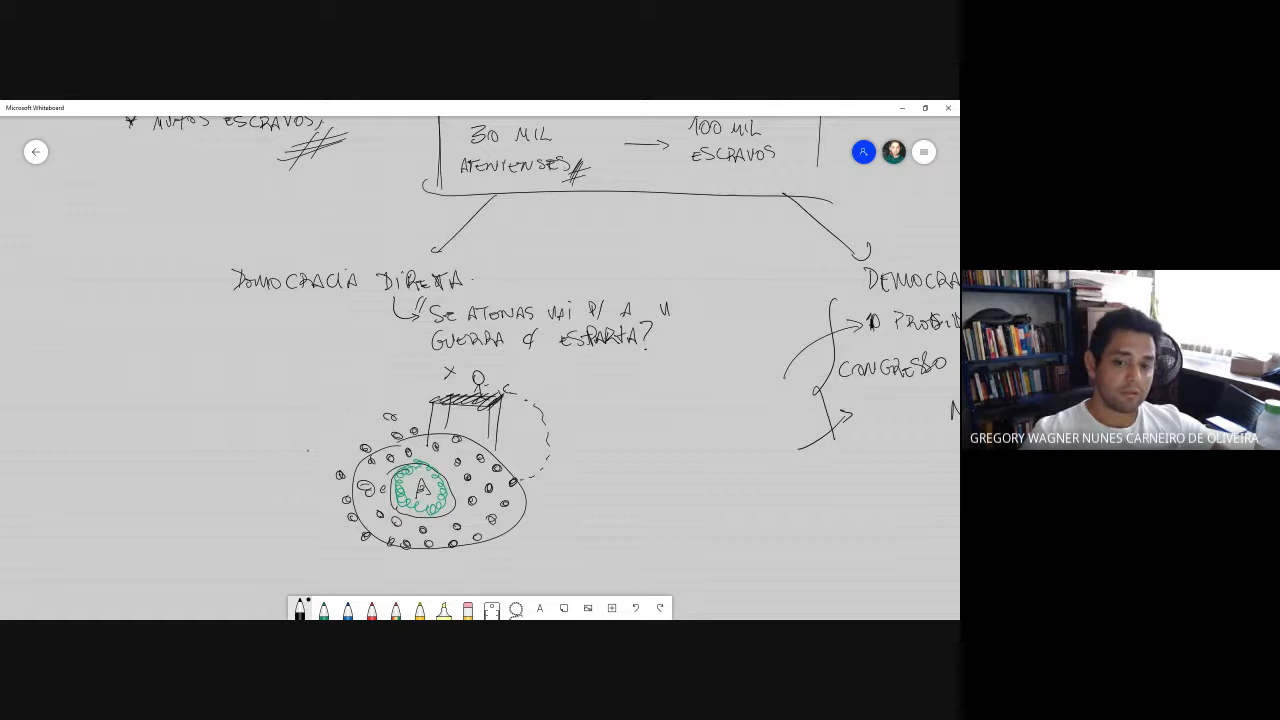 Microsoft Whiteboard
* MUITOS ESCRAVOS,
30 MIL
ATENIENSES
100 MIL
ESCRAVOS
DEMOCRACIA DIRETA.
"SE ATENAS VAI P/ A "
GUERRA C/ ESPARTA?
X
A
A
DEMOCRA
CONGRESSO
GREGORY WAGNER NUNES CARNEIRO DE OLIVEIRA